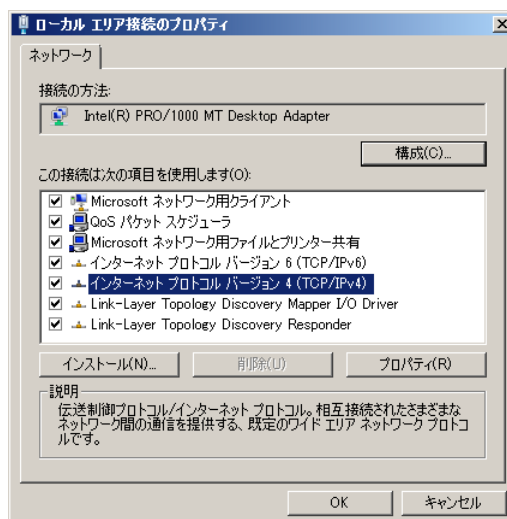 ローカル エリア接続のプロパティ
ネットワーク
接続の方法:
Intel(R) PRO/1000 MT Desktop Adapter
構成(C)...
この接続は次の項目を使用します(O):
Microsoft ネットワーク用クライアント
QoS パケット スケジューラ
Microsoft ネットワーク用ファイルとプリンター共有
インターネット プロトコル バージョン 6 (TCP/IPv6)
インターネット プロトコル バージョン 4 (TCP/IPv4)
Link-Layer Topology Discovery Mapper I/O Driver
Link-Layer Topology Discovery Responder
インストール(N)... 削除(U) プロパティ(R)
説明
伝送制御プロトコル/インターネット プロトコル。相互接続されたさまざまな
ネットワーク間の通信を提供する、既定のワイド エリア ネットワーク プロトコ
ルです。
OK キャンセル